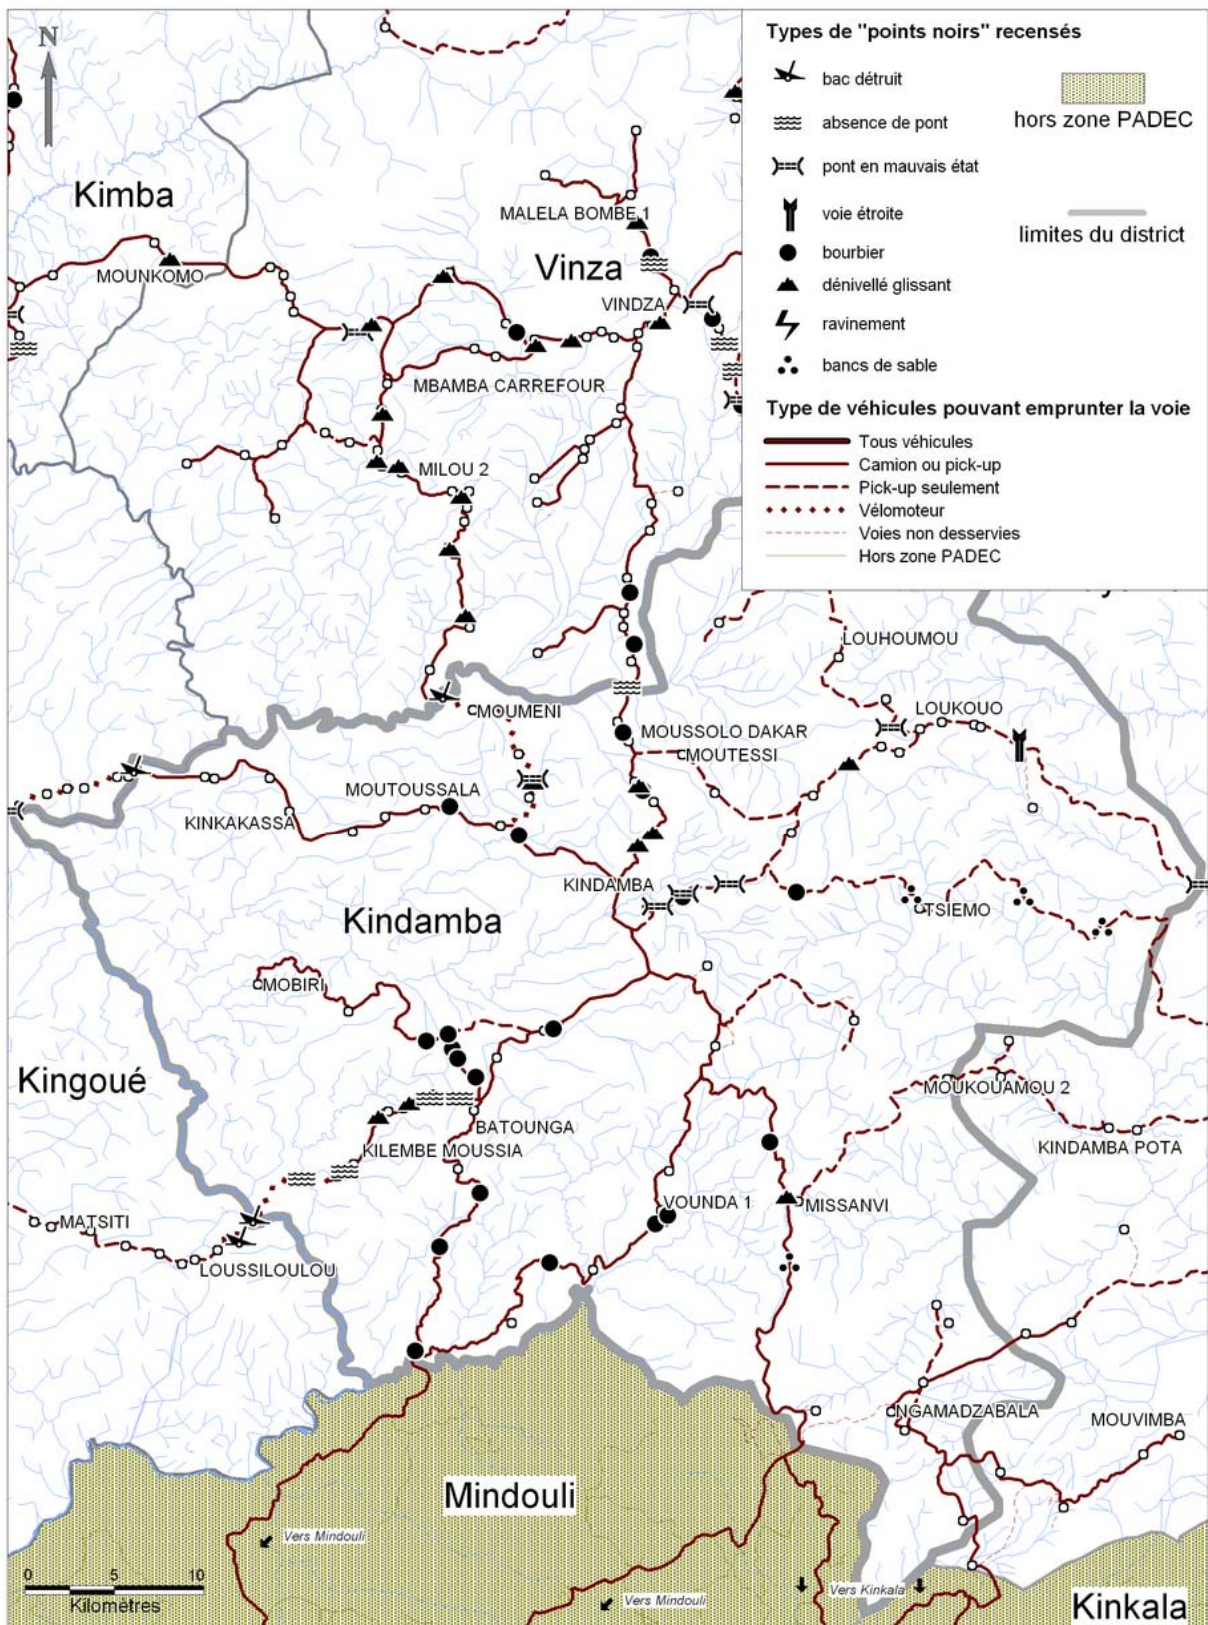 N
Types de "points noirs" recensés
bac détruit
absence de pont
pont en mauvais état
voie étroite
bourbier
dénivellé glissant
ravinement
bancs de sable
hors zone PADEC
limites du district
Type de véhicules pouvant emprunter la voie
Tous véhicules
Camion ou pick-up
Pick-up seulement
Vélomoteur
Voies non desservies
Hors zone PADEC
Kimba
MALELA BOMBE 1
MOUNKOMO
Vinza
VINDZA
MBAMBA CARREFOUR
MILOU 2
LOUHOUMOU
MOUMENI
LOUKOUO
MOUSSOLO DAKAR
MOUTESSI
MOUTOUSSALA
KINKAKASSA
KINDAMBA
TSIEMO
Kindamba
MOBIRI
Kingoué
MOUKOUAMOU 2
BATOUNGA
KINDAMBA POTA
KILEMBE MOUSSIA
VOUNDA 1
MISSANVI
MATSITI
LOUSSILOULOU
NGAMADZABALA
MOUVIMBA
Mindouli
Vers Mindouli
0 5 10
Kilomètres
Vers Mindouli
Vers Kinkala
Kinkala